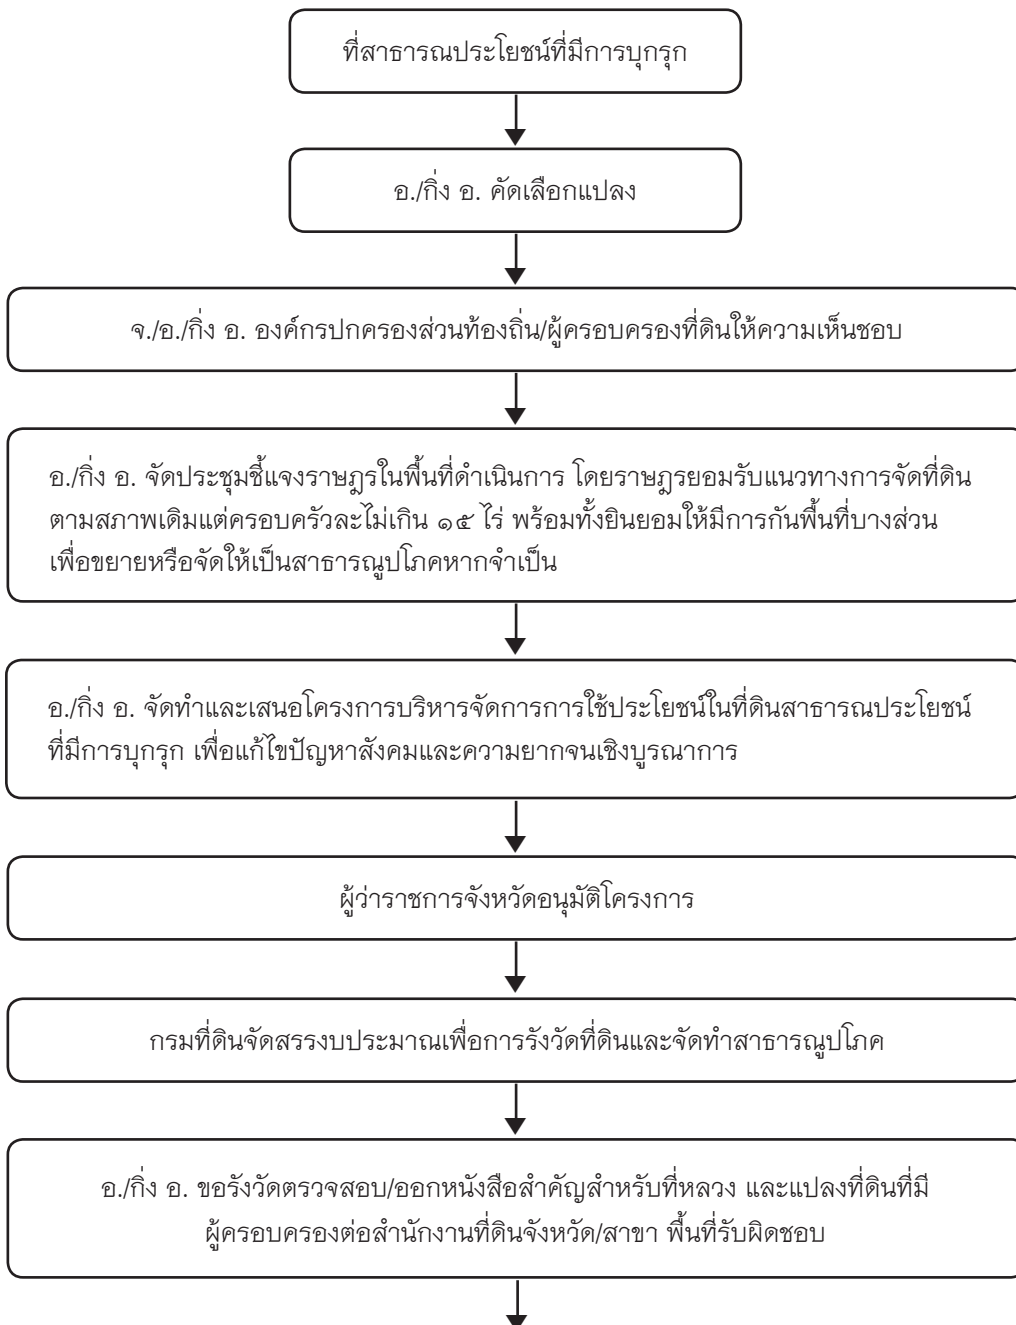 ที่สาธารณประโยชน์ที่มีการบุกรุก
อ./กิ่ง อ. คัดเลือกแปลง
จ./อ./กิ่ง อ. องค์กรปกครองส่วนท้องถิ่น/ผู้ครอบครองที่ดินให้ความเห็นชอบ
อ./กิ่ง อ. จัดประชุมชี้แจงราษฎรในพื้นที่ดำเนินการ โดยราษฎรยอมรับแนวทางการจัดที่ดิน
ตามสภาพเดิมแต่ครอบครัวละไม่เกิน ๑๕ ไร่ พร้อมทั้งยินยอมให้มีการกันพื้นที่บางส่วน
เพื่อขยายหรือจัดให้เป็นสาธารณูปโภคหากจำเป็น
อ./กิ่ง อ. จัดทำและเสนอโครงการบริหารจัดการการใช้ประโยชน์ในที่ดินสาธารณประโยชน์
ที่มีการบุกรุก เพื่อแก้ไขปัญหาสังคมและความยากจนเชิงบูรณาการ
ผู้ว่าราชการจังหวัดอนุมัติโครงการ
กรมที่ดินจัดสรรงบประมาณเพื่อการรังวัดที่ดินและจัดทำสาธารณูปโภค
อ./กิ่ง อ. ขอรังวัดตรวจสอบ/ออกหนังสือสำคัญสำหรับที่หลวง และแปลงที่ดินที่มี
ผู้ครอบครองต่อสำนักงานที่ดินจังหวัด/สาขา พื้นที่รับผิดชอบ